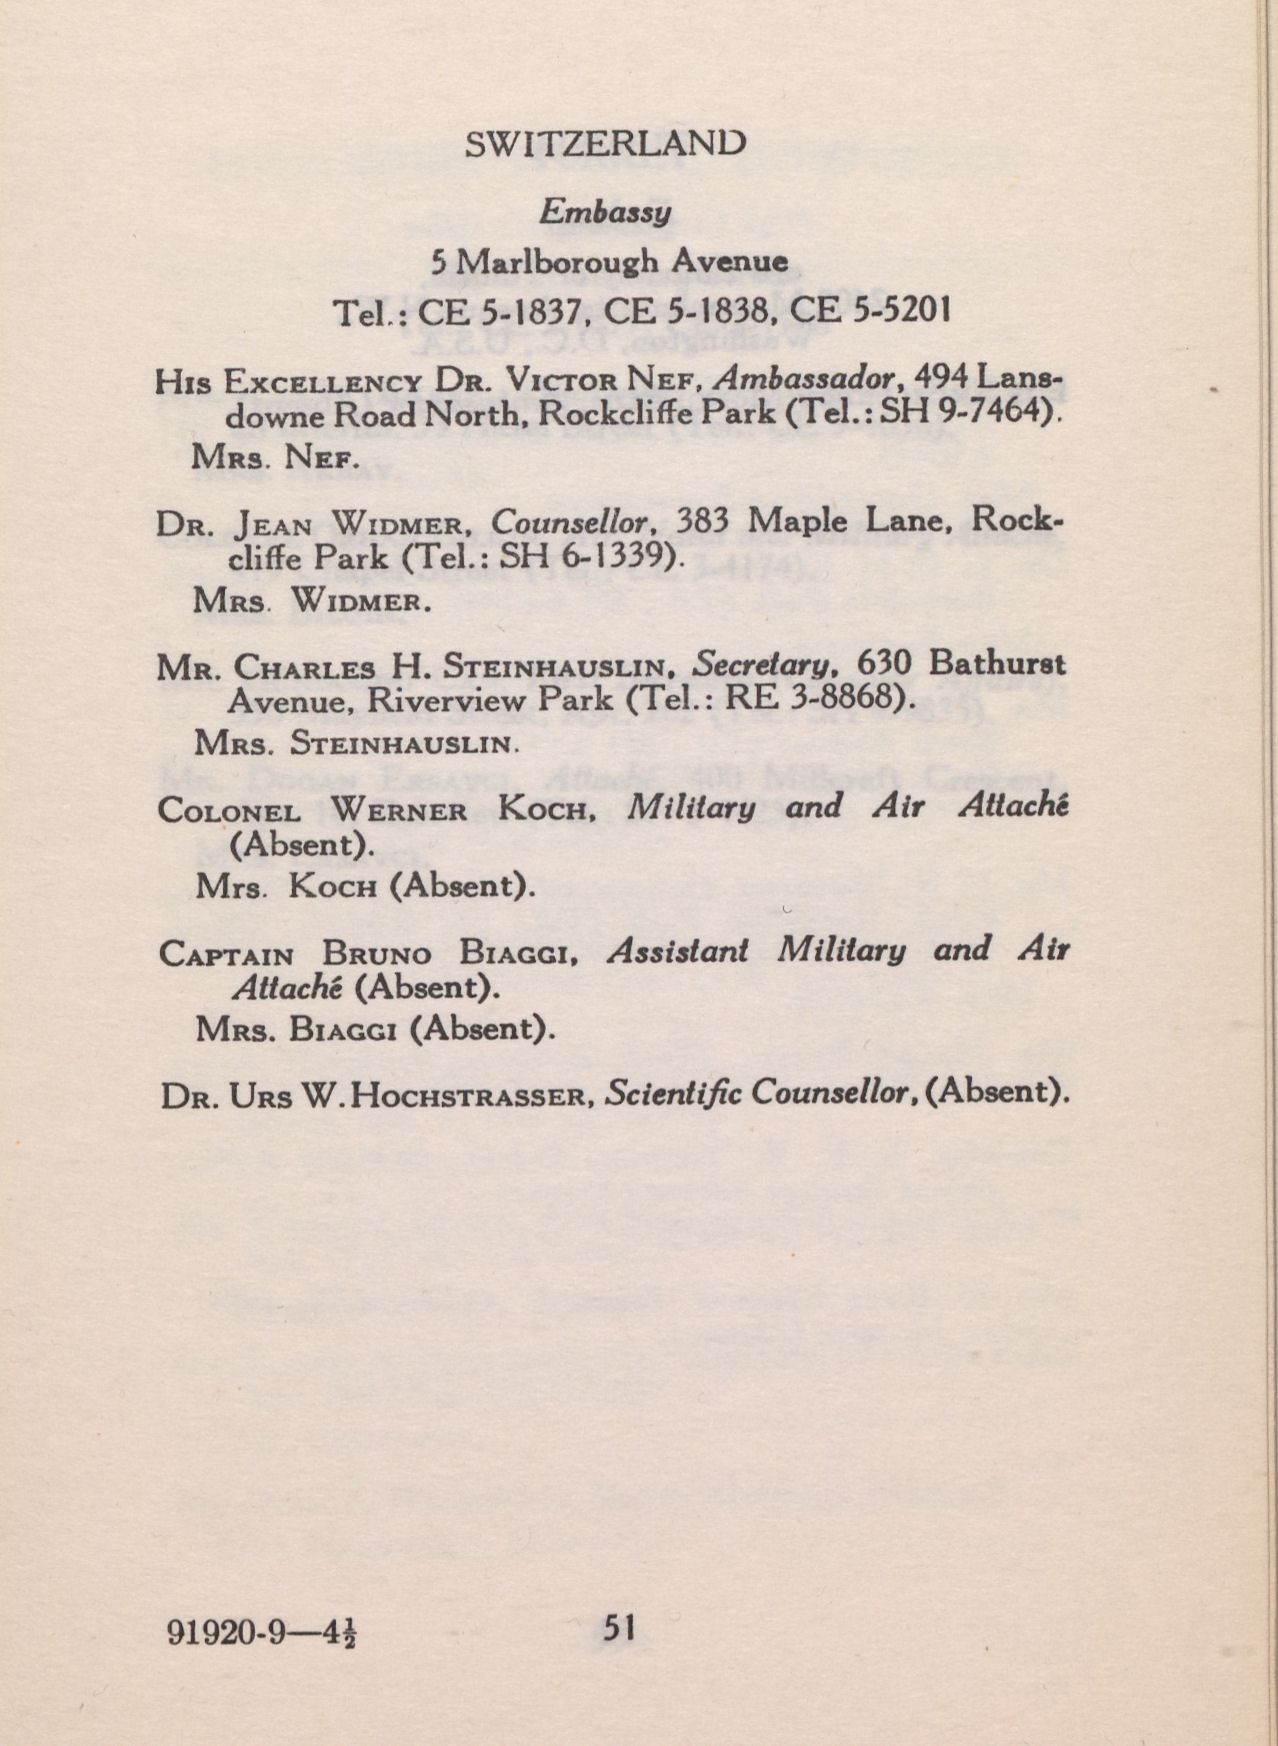 SWITZERLAND
Embassy
5 Marlborough Avenue
Tel.: CE 5-1837, CE 5-1838, CE 5-5201
His Excellency Dr. Victor Nef, Ambassador, 494 Lans-
downe Road North, Rockcliffe Park (Tel.: SH 9-7464).
Mrs. Nef.
Dr. Jean Widmer, Counsellor, 383 Maple Lane, Rock-
cliffe Park (Tel.: SH 6-1339).
Mrs. Widmer.
Mr. Charles H. Steinhauslin, Secretary, 630 Bathurst
Avenue, Riverview Park (Tel.: RE 3-8868).
Mrs. Steinhauslin.
Colonel Werner Koch, Military and Air Attaché
(Absent).
Mrs. Koch (Absent).
Captain Bruno Biaggi, Assistant Military and Air
Attaché (Absent).
Mrs. Biaggi (Absent).
Dr. Urs W. Hochstrasser, Scientific Counsellor, (Absent).
91920-9—4½
51